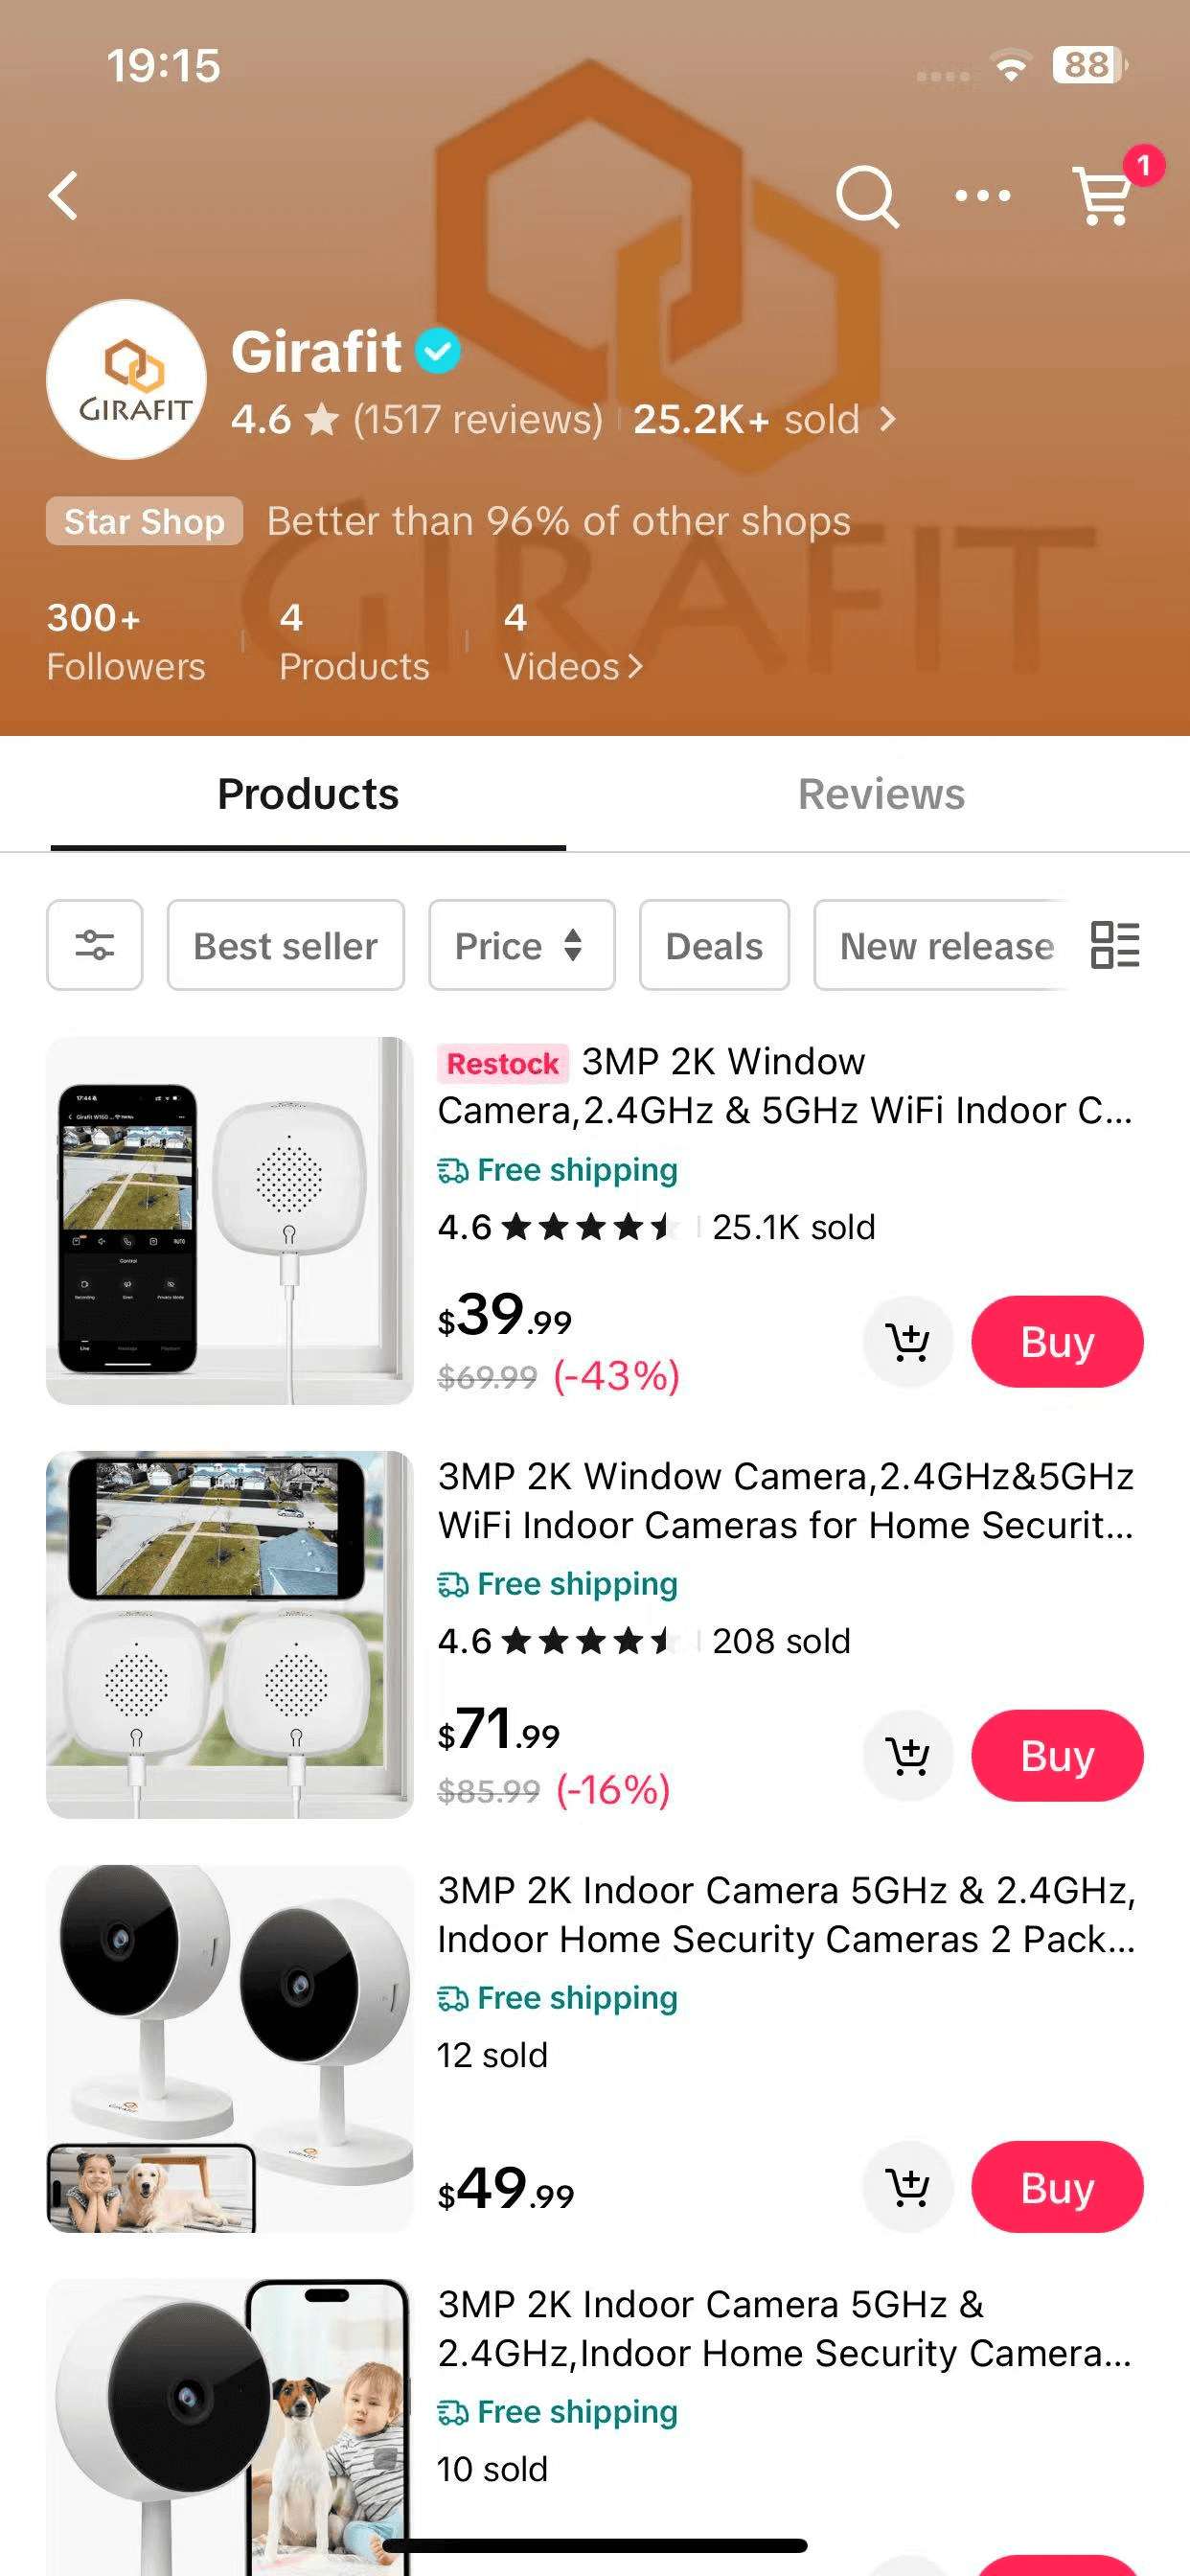 19:15
88
1
GIRAFIT
Girafit
4.6 ★ (1517 reviews) | 25.2K+ sold >
Star Shop Better than 96% of other shops
300+ 4 4
Followers Products Videos >
GIRAFIT
Products Reviews
Best seller Price Deals New release
Restock 3MP 2K Window
Camera,2.4GHz & 5GHz WiFi Indoor C...
Free shipping
4.6 ★★★★★ | 25.1K sold
$39.99
$69.99 (-43%)
Buy
3MP 2K Window Camera,2.4GHz&5GHz
WiFi Indoor Cameras for Home Securit...
Free shipping
4.6 ★★★★★ | 208 sold
$71.99
$85.99 (-16%)
Buy
3MP 2K Indoor Camera 5GHz & 2.4GHz,
Indoor Home Security Cameras 2 Pack...
Free shipping
12 sold
$49.99
Buy
3MP 2K Indoor Camera 5GHz &
2.4GHz,Indoor Home Security Camera...
Free shipping
10 sold